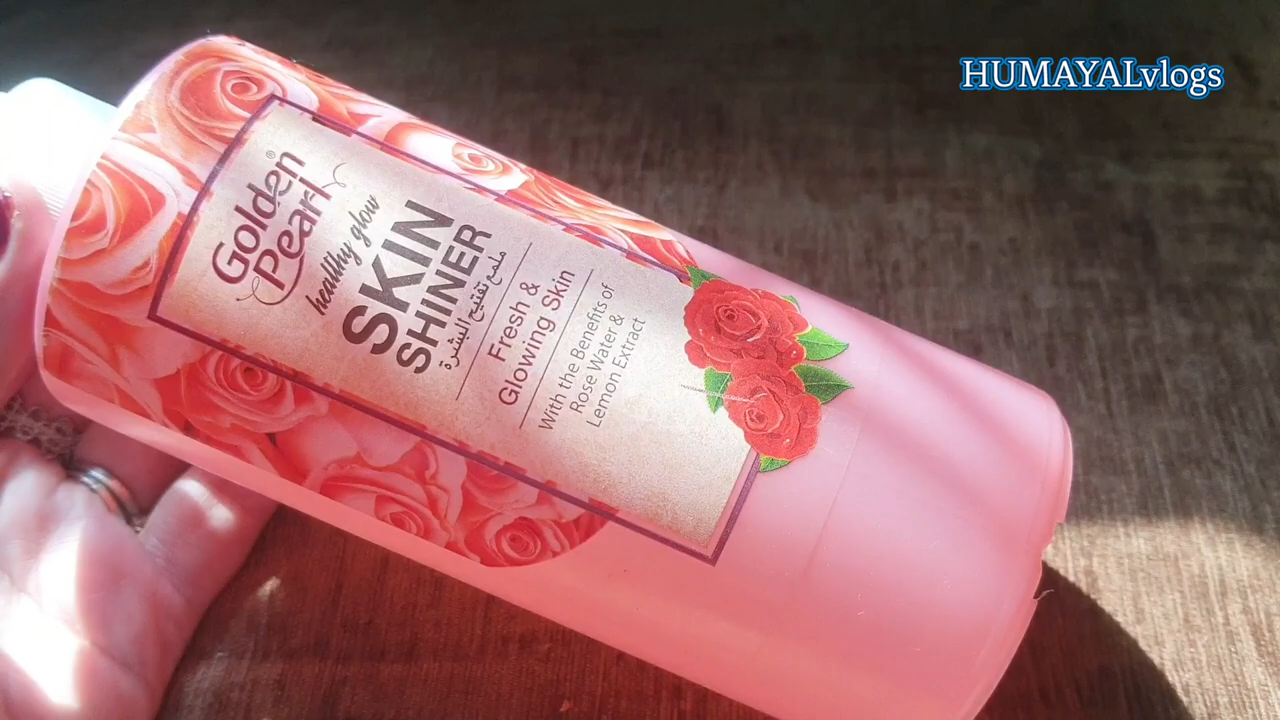 HUMAYALvlogs
Golden®
Pearl
healthy glow
SKIN
SHINER
ملمع تفتيح البشرة
Fresh &
Glowing Skin
With the Benefits of
Rose Water &
Lemon Extract